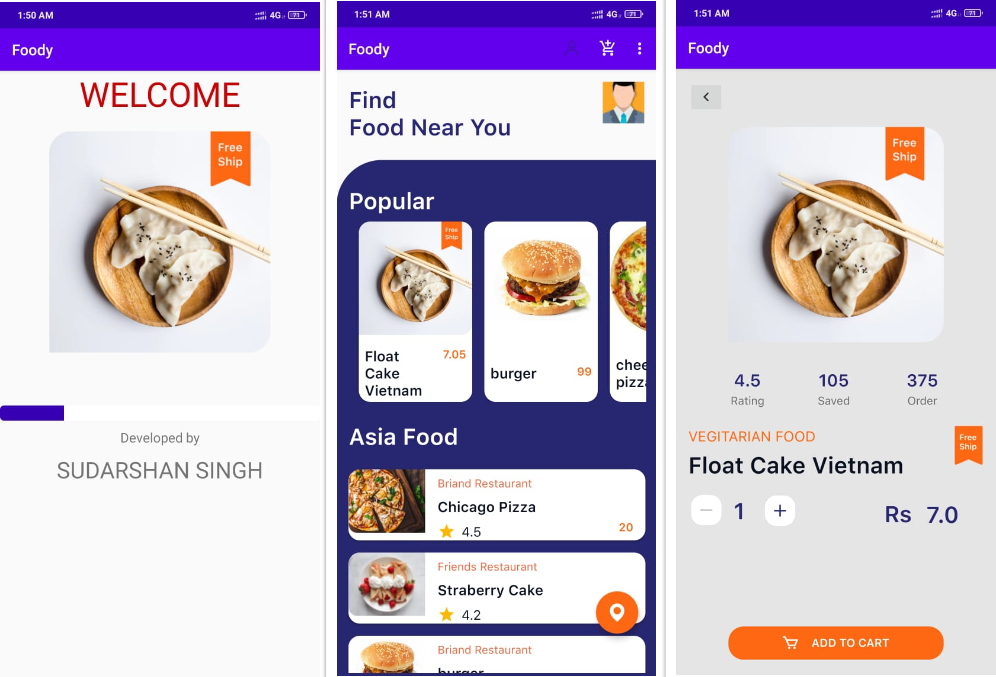 1:50 AM 4G 71
Foody
WELCOME
Free
Ship
Developed by
SUDARSHAN SINGH
1:51 AM 4G 71
Foody
Find
Food Near You
Popular
Free
Ship
Float
Cake
Vietnam
7.05
burger
99
chee
pizza
Asia Food
Briand Restaurant
Chicago Pizza
4.5
20
Friends Restaurant
Straberry Cake
4.2
Briand Restaurant
burger
1:51 AM 4G 71
Foody
Free
Ship
4.5 105 375
Rating Saved Order
VEGITARIAN FOOD
Free
Ship
Float Cake Vietnam
1
Rs 7.0
ADD TO CART